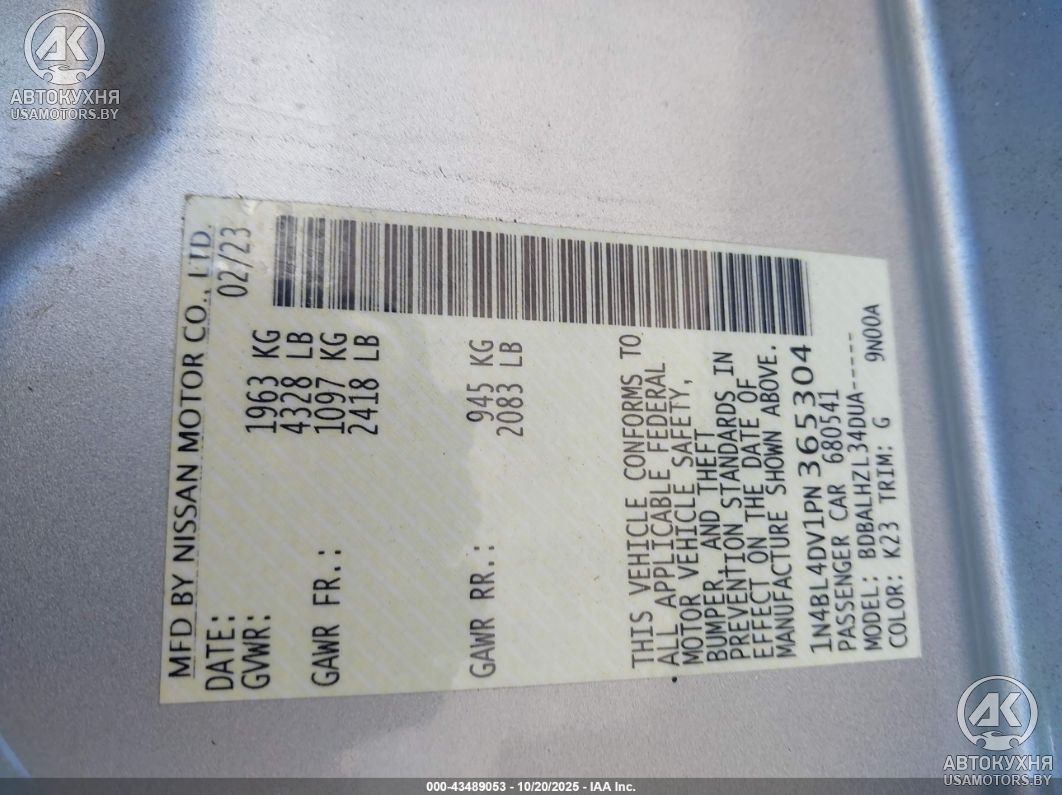 AK
АВТОКУХНЯ
USAMOTORS.BY
MFD BY NISSAN MOTOR CO., LTD.
DATE: 02/23
GVWR: 1963 KG
4328 LB
GAWR FR.: 1097 KG
2418 LB
GAWR RR.: 945 KG
2083 LB
THIS VEHICLE CONFORMS TO
ALL APPLICABLE FEDERAL
MOTOR VEHICLE SAFETY,
BUMPER AND THEFT
PREVENTION STANDARDS IN
EFFECT ON THE DATE OF
MANUFACTURE SHOWN ABOVE.
1N4BL4DV1PN365304
PASSENGER CAR 680541
MODEL: BDBALHZL34DUA-----
COLOR: K23 TRIM: G 9N00A
AK
АВТОКУХНЯ
USAMOTORS.BY
000-43489053 - 10/20/2025 - IAA Inc.